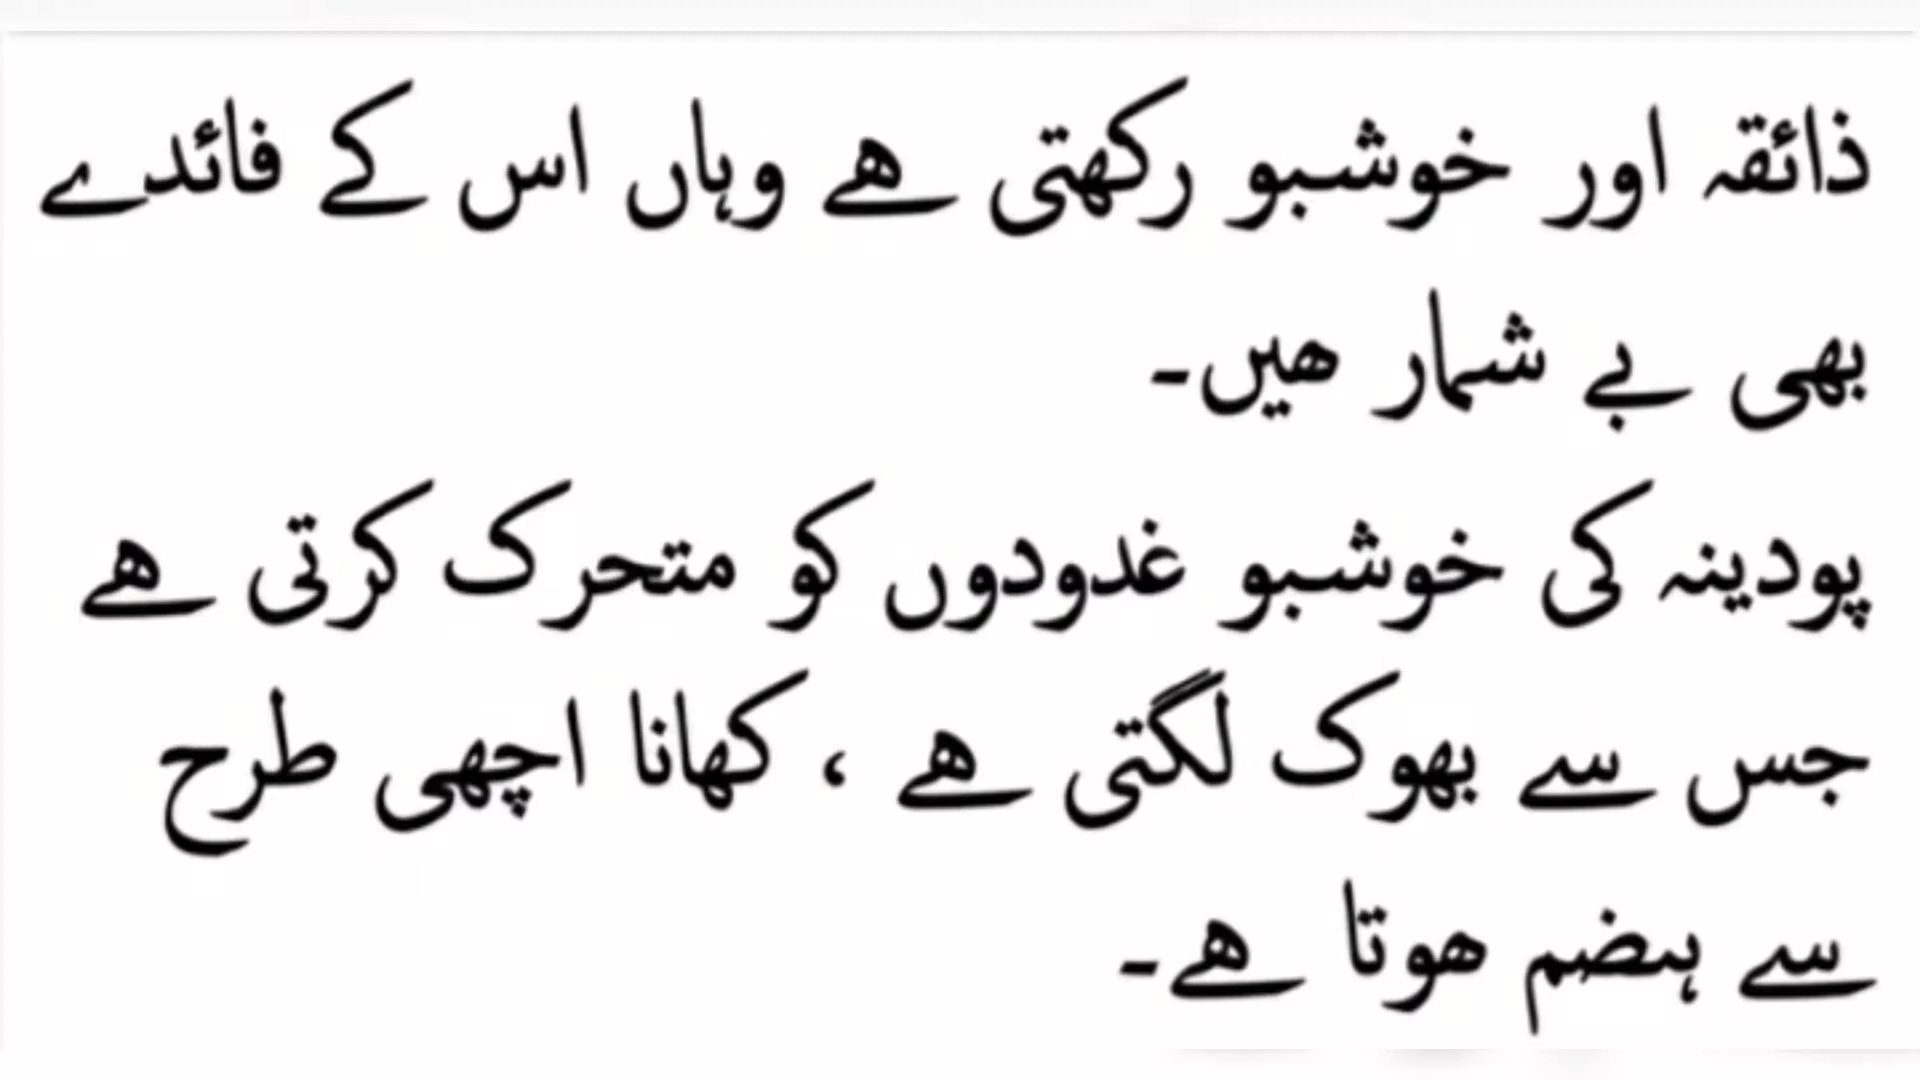 ذائقہ اور خوشبو رکھتی ھے وہاں اس کے فائدے
بھی بے شمار ھیں۔
پودینہ کی خوشبو غدودوں کو متحرک کرتی ھے
جس سے بھوک لگتی ھے ، کھانا اچھی طرح
سے ہضم ھوتا ھے۔